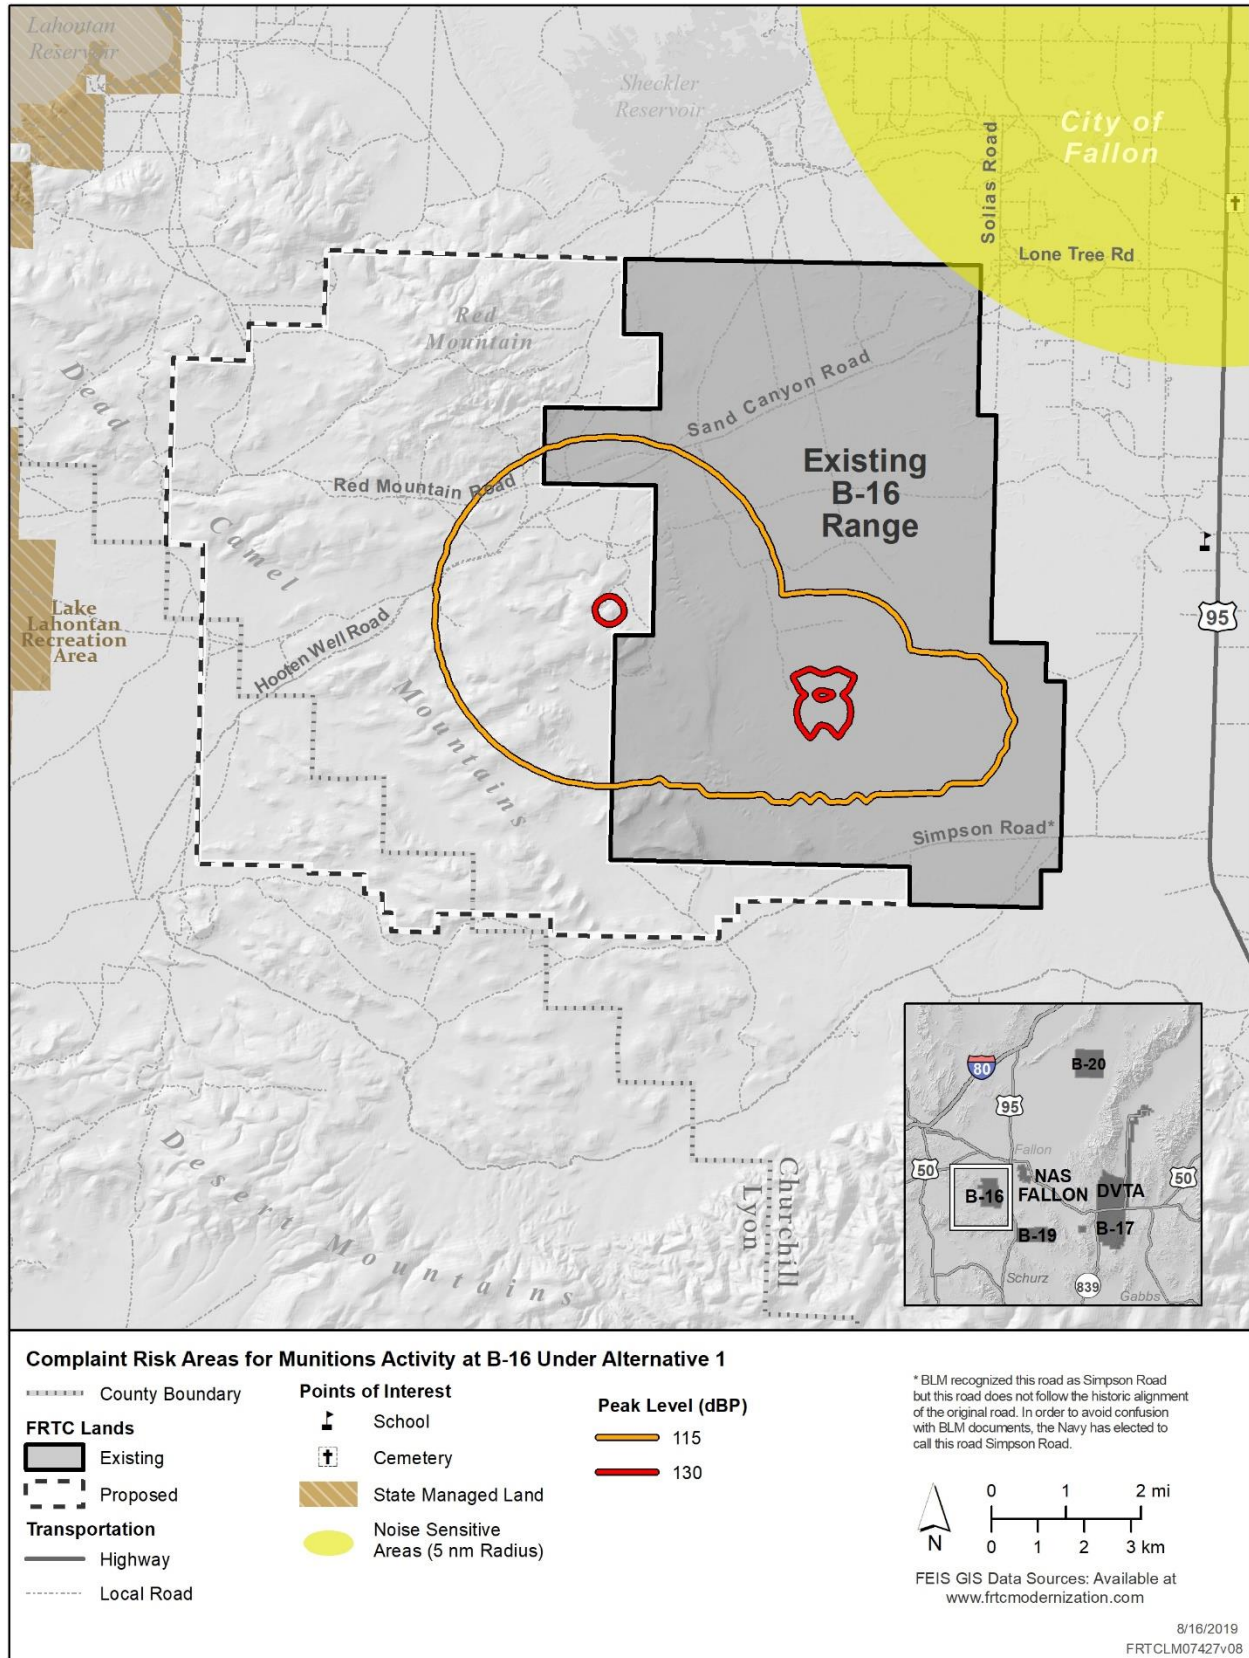 Lahontan
Reservoir
Sheckler
Reservoir
City of
Fallon
Solias Road
Lone Tree Rd
Red
Mountain
Dead
Camel
Mountains
Sand Canyon Road
Red Mountain Road
Existing
B-16
Range
Lake
Lahontan
Recreation
Area
Hooten Well Road
95
Simpson Road*
Desert
Mountains
Churchill
Lyon
80
B-20
95
Fallon
50
NAS
FALLON
DVTA
50
B-16
B-19
B-17
Schurz
839
Gabbs
Complaint Risk Areas for Munitions Activity at B-16 Under Alternative 1
County Boundary
FRTC Lands
Existing
Proposed
Transportation
Highway
Local Road
Points of Interest
School
Cemetery
State Managed Land
Noise Sensitive
Areas (5 nm Radius)
Peak Level (dBP)
115
130
* BLM recognized this road as Simpson Road
but this road does not follow the historic alignment
of the original road. In order to avoid confusion
with BLM documents, the Navy has elected to
call this road Simpson Road.
N
0 1 2 mi
0 1 2 3 km
FEIS GIS Data Sources: Available at
www.frtcmodernization.com
8/16/2019
FRTCLM07427v08